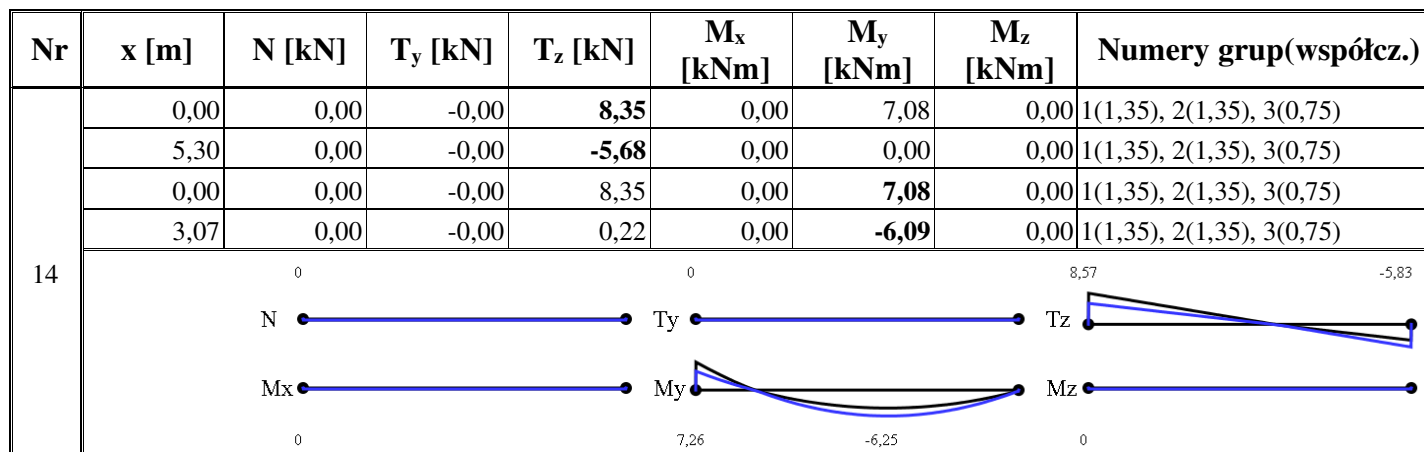 Nr x [m] N [kN] Ty [kN] Tz [kN] Mx [kNm] My [kNm] Mz [kNm] Numery grup(współcz.)
0,00 0,00 -0,00 8,35 0,00 7,08 0,00 1(1,35), 2(1,35), 3(0,75)
5,30 0,00 -0,00 -5,68 0,00 0,00 0,00 1(1,35), 2(1,35), 3(0,75)
0,00 0,00 -0,00 8,35 0,00 7,08 0,00 1(1,35), 2(1,35), 3(0,75)
3,07 0,00 -0,00 0,22 0,00 -6,09 0,00 1(1,35), 2(1,35), 3(0,75)
14 0 0 8,57 -5,83
N Ty Tz
Mx My Mz
0 7,26 -6,25 0